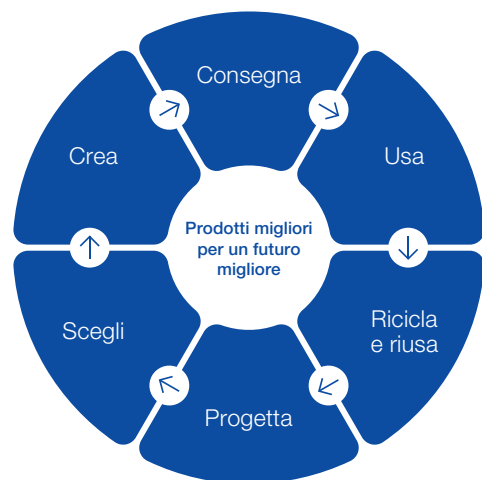 Consegna
Usa
Ricicla
e riusa
Progetta
Scegli
Crea
Prodotti migliori
per un futuro
migliore